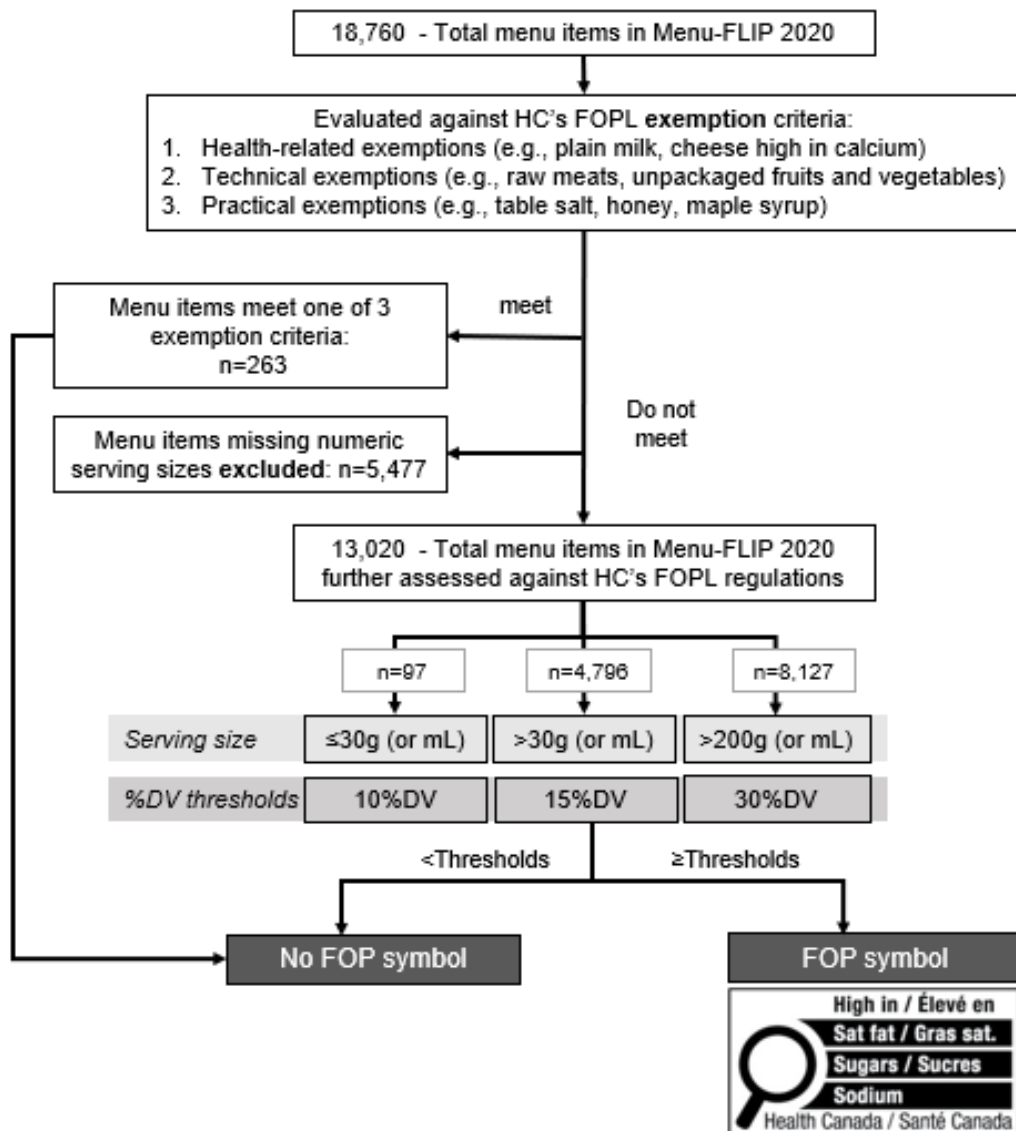 18,760 - Total menu items in Menu-FLIP 2020
Evaluated against HC's FOPL exemption criteria:
1. Health-related exemptions (e.g., plain milk, cheese high in calcium)
2. Technical exemptions (e.g., raw meats, unpackaged fruits and vegetables)
3. Practical exemptions (e.g., table salt, honey, maple syrup)
Menu items meet one of 3
exemption criteria:
n=263
meet
Do not
meet
Menu items missing numeric
serving sizes excluded: n=5,477
13,020 - Total menu items in Menu-FLIP 2020
further assessed against HC's FOPL regulations
n=97
n=4,796
n=8,127
Serving size
≤30g (or mL)
>30g (or mL)
>200g (or mL)
%DV thresholds
10%DV
15%DV
30%DV
<Thresholds
≥Thresholds
No FOP symbol
FOP symbol
High in / Élevé en
Sat fat / Gras sat.
Sugars / Sucres
Sodium
Health Canada / Santé Canada